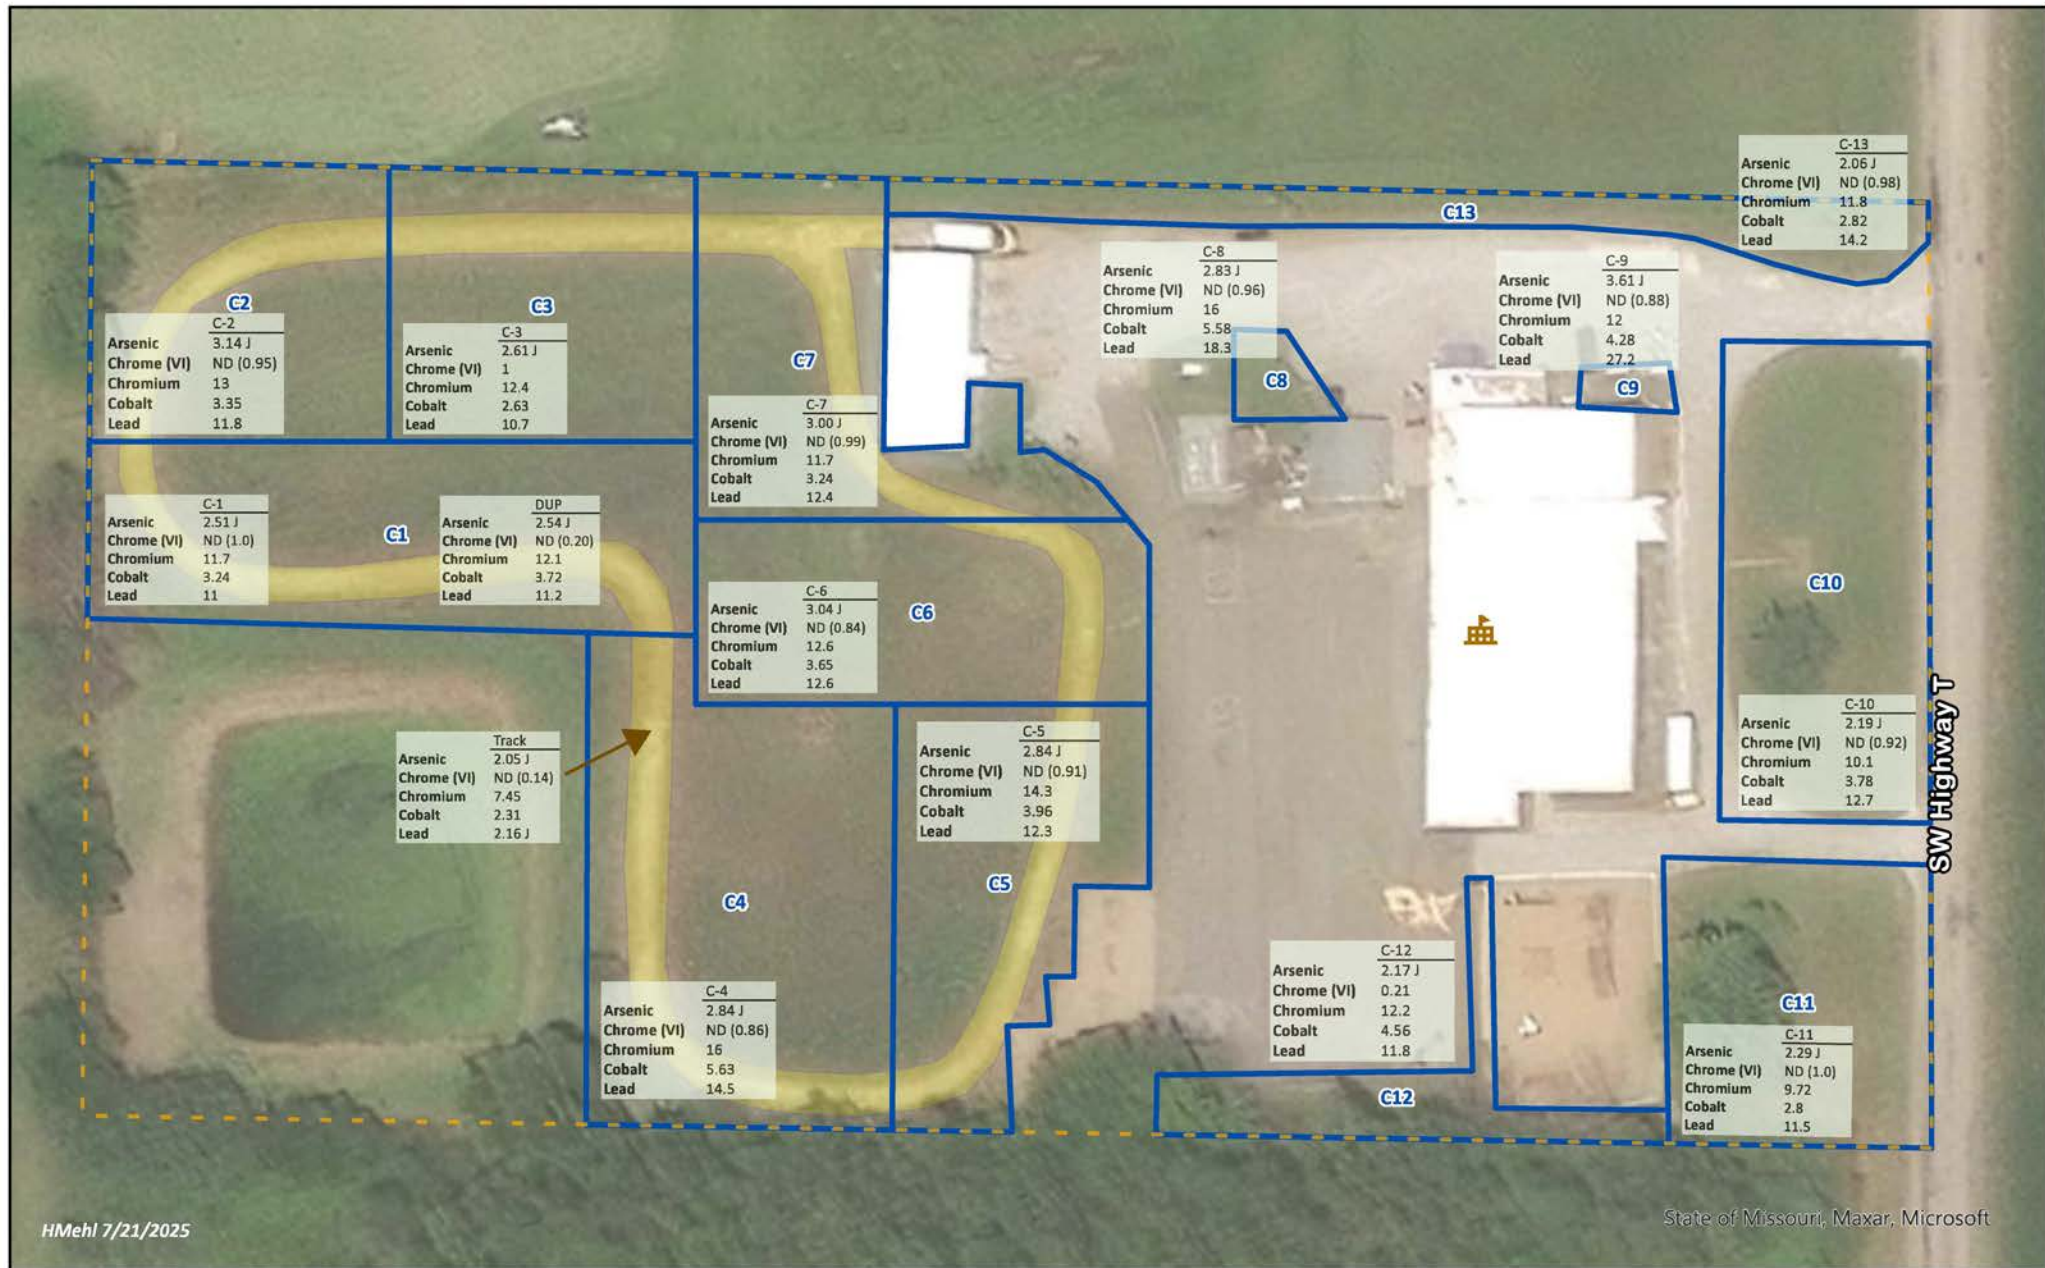 C-13
Arsenic 2.06 J
Chrome (VI) ND (0.98)
Chromium 11.8
Cobalt 2.82
Lead 14.2
C13
C-8
Arsenic 2.83 J
Chrome (VI) ND (0.96)
Chromium 16
Cobalt 5.58
Lead 18.3
C8
C-9
Arsenic 3.61 J
Chrome (VI) ND (0.88)
Chromium 12
Cobalt 4.28
Lead 27.2
C9
C2
C-2
Arsenic 3.14 J
Chrome (VI) ND (0.95)
Chromium 13
Cobalt 3.35
Lead 11.8
C3
C-3
Arsenic 2.61 J
Chrome (VI) 1
Chromium 12.4
Cobalt 2.63
Lead 10.7
C7
C-7
Arsenic 3.00 J
Chrome (VI) ND (0.99)
Chromium 11.7
Cobalt 3.24
Lead 12.4
C-1
Arsenic 2.51 J
Chrome (VI) ND (1.0)
Chromium 11.7
Cobalt 3.24
Lead 11
C1
DUP
Arsenic 2.54 J
Chrome (VI) ND (0.20)
Chromium 12.1
Cobalt 3.72
Lead 11.2
C-6
Arsenic 3.04 J
Chrome (VI) ND (0.84)
Chromium 12.6
Cobalt 3.65
Lead 12.6
C6
C10
C-10
Arsenic 2.19 J
Chrome (VI) ND (0.92)
Chromium 10.1
Cobalt 3.78
Lead 12.7
SW Highway T
Track
Arsenic 2.05 J
Chrome (VI) ND (0.14)
Chromium 7.45
Cobalt 2.31
Lead 2.16 J
C-5
Arsenic 2.84 J
Chrome (VI) ND (0.91)
Chromium 14.3
Cobalt 3.96
Lead 12.3
C5
C4
C-4
Arsenic 2.84 J
Chrome (VI) ND (0.86)
Chromium 16
Cobalt 5.63
Lead 14.5
C-12
Arsenic 2.17 J
Chrome (VI) 0.21
Chromium 12.2
Cobalt 4.56
Lead 11.8
C12
C11
C-11
Arsenic 2.29 J
Chrome (VI) ND (1.0)
Chromium 9.72
Cobalt 2.8
Lead 11.5
HMehl 7/21/2025
State of Missouri, Maxar, Microsoft